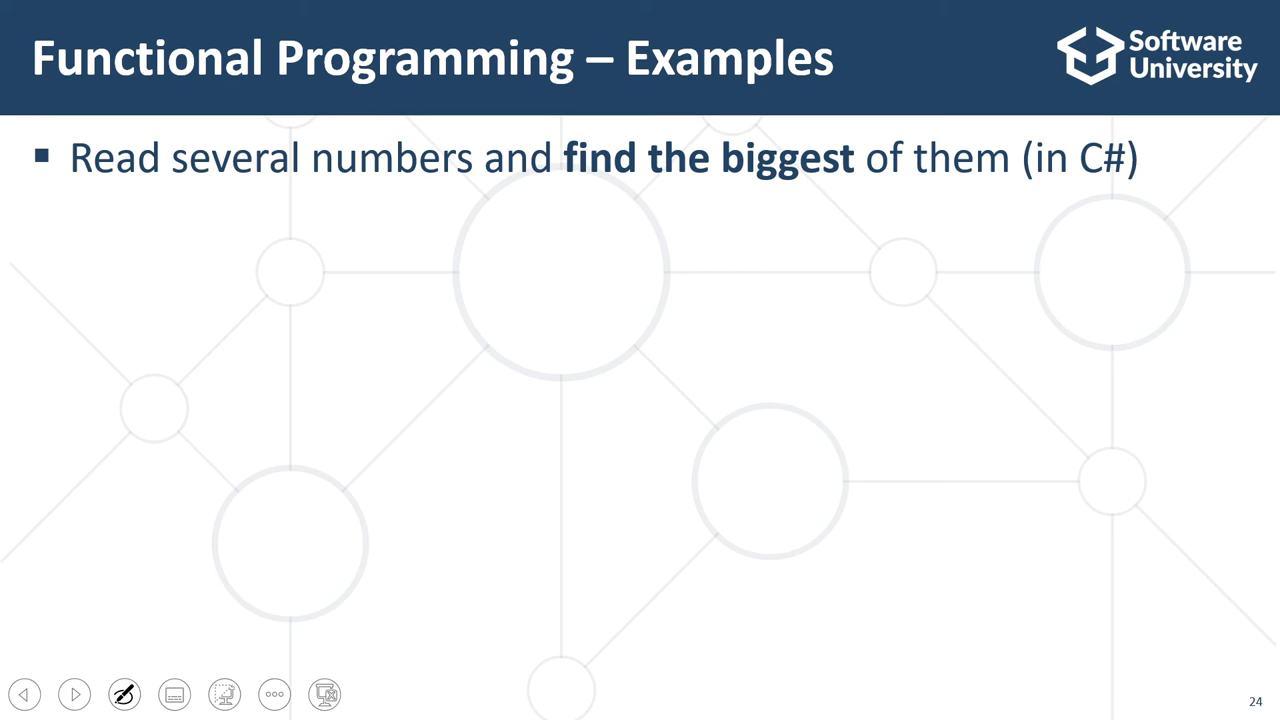 Functional Programming – Examples
Software
University
▪ Read several numbers and find the biggest of them (in C#)
24